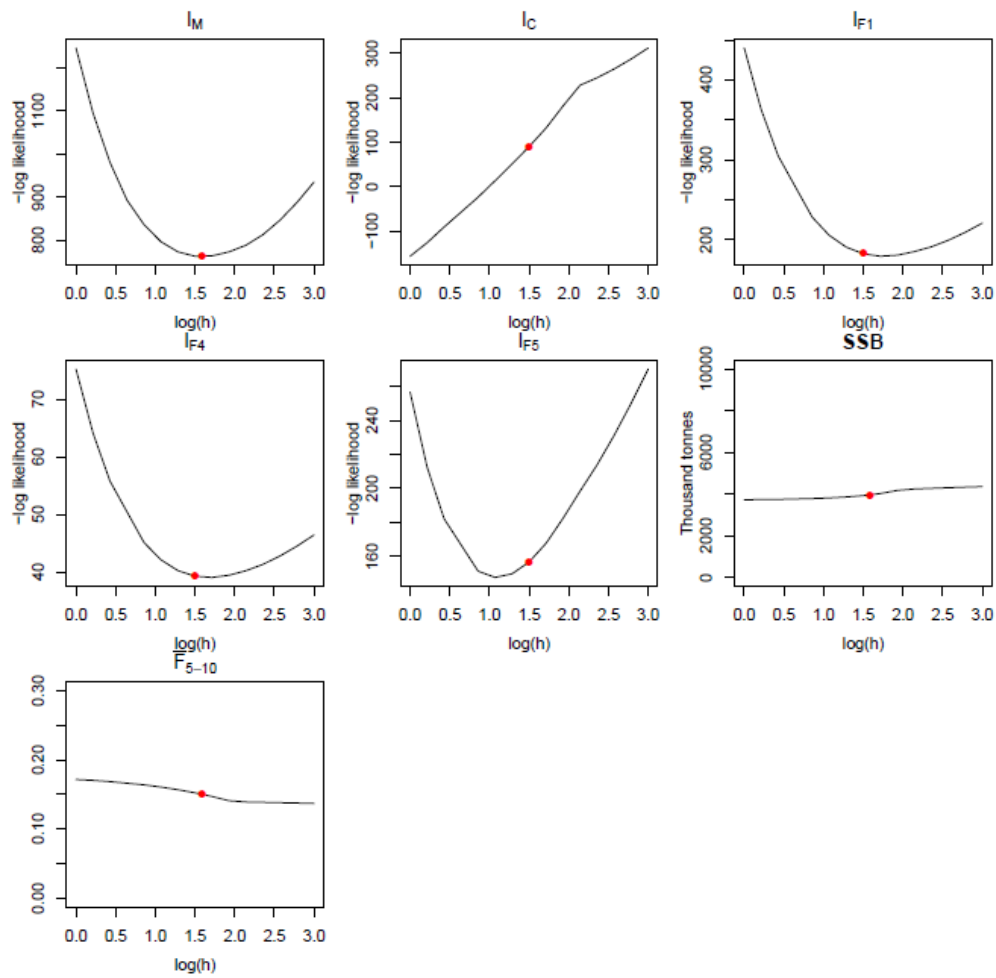 l_M l_C l_F1
−log likelihood −log likelihood −log likelihood
1100 900 800
300 200 100 0 −100
400 300 200
0.0 0.5 1.0 1.5 2.0 2.5 3.0 0.0 0.5 1.0 1.5 2.0 2.5 3.0 0.0 0.5 1.0 1.5 2.0 2.5 3.0
log(h) log(h) log(h)
l_F4 l_F5 SSB
−log likelihood −log likelihood Thousand tonnes
70 60 50 40
240 200 160
10000 6000 2000 0
0.0 0.5 1.0 1.5 2.0 2.5 3.0 0.0 0.5 1.0 1.5 2.0 2.5 3.0 0.0 0.5 1.0 1.5 2.0 2.5 3.0
log(h) log(h) log(h)
F̅_5−10
0.30 0.20 0.10 0.00
0.0 0.5 1.0 1.5 2.0 2.5 3.0
log(h)